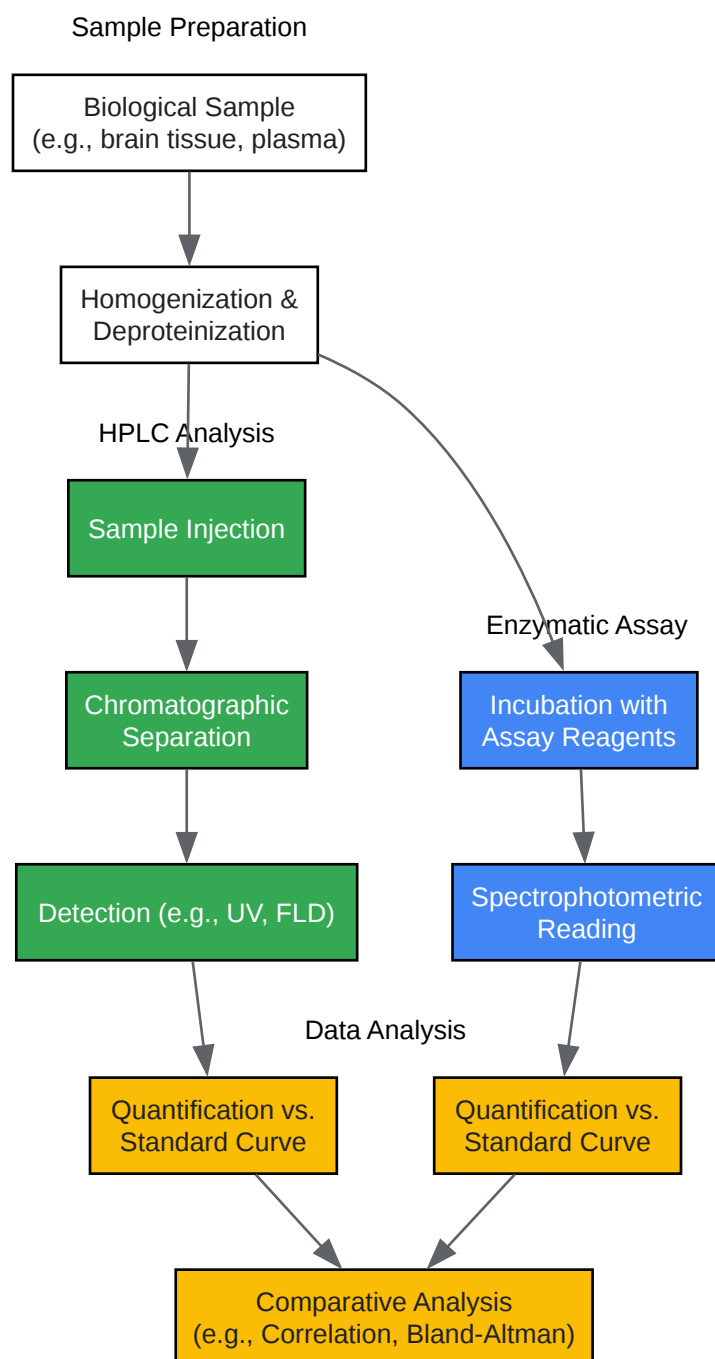 Sample Preparation
Biological Sample
(e.g., brain tissue, plasma)
Homogenization &
Deproteinization
HPLC Analysis
Sample Injection
Enzymatic Assay
Chromatographic
Separation
Incubation with
Assay Reagents
Detection (e.g., UV, FLD)
Spectrophotometric
Reading
Data Analysis
Quantification vs.
Standard Curve
Quantification vs.
Standard Curve
Comparative Analysis
(e.g., Correlation, Bland-Altman)